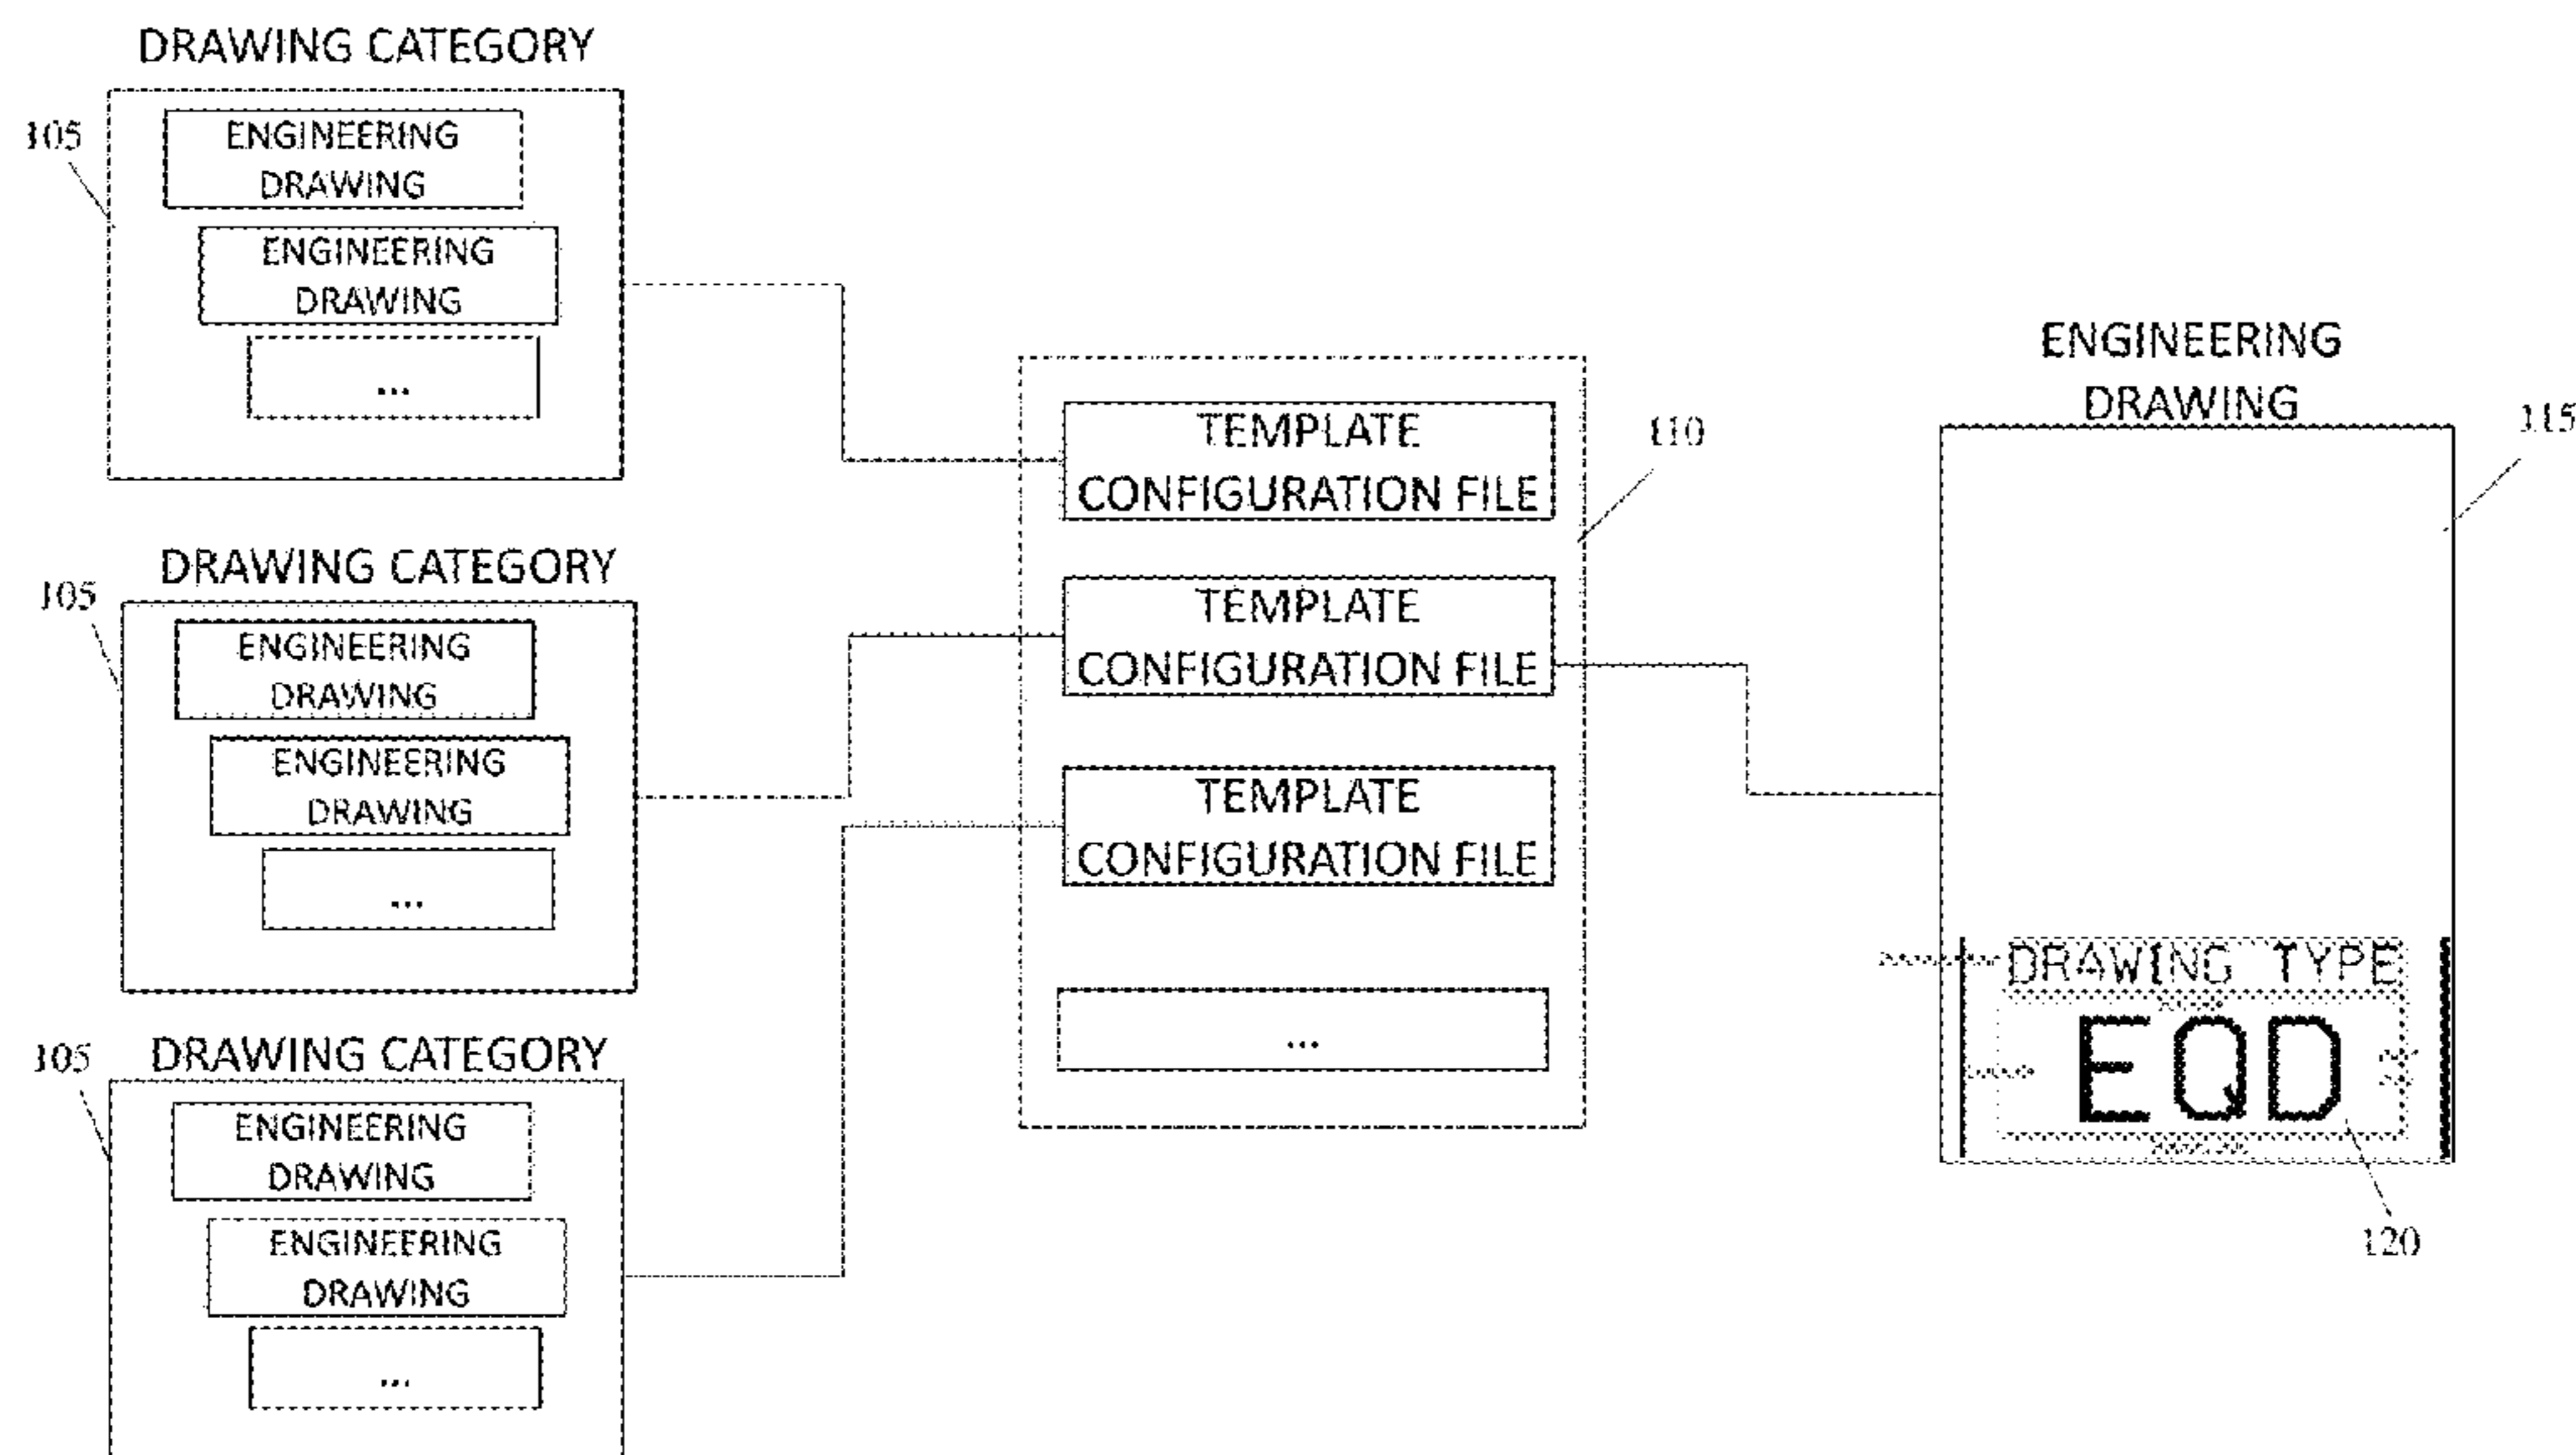 DRAWING CATEGORY
105
ENGINEERING
DRAWING
ENGINEERING
DRAWING
...
DRAWING CATEGORY
105
ENGINEERING
DRAWING
ENGINEERING
DRAWING
...
DRAWING CATEGORY
105
ENGINEERING
DRAWING
ENGINEERING
DRAWING
...
110
TEMPLATE
CONFIGURATION FILE
TEMPLATE
CONFIGURATION FILE
TEMPLATE
CONFIGURATION FILE
...
ENGINEERING
DRAWING
115
DRAWING TYPE
EQD
120